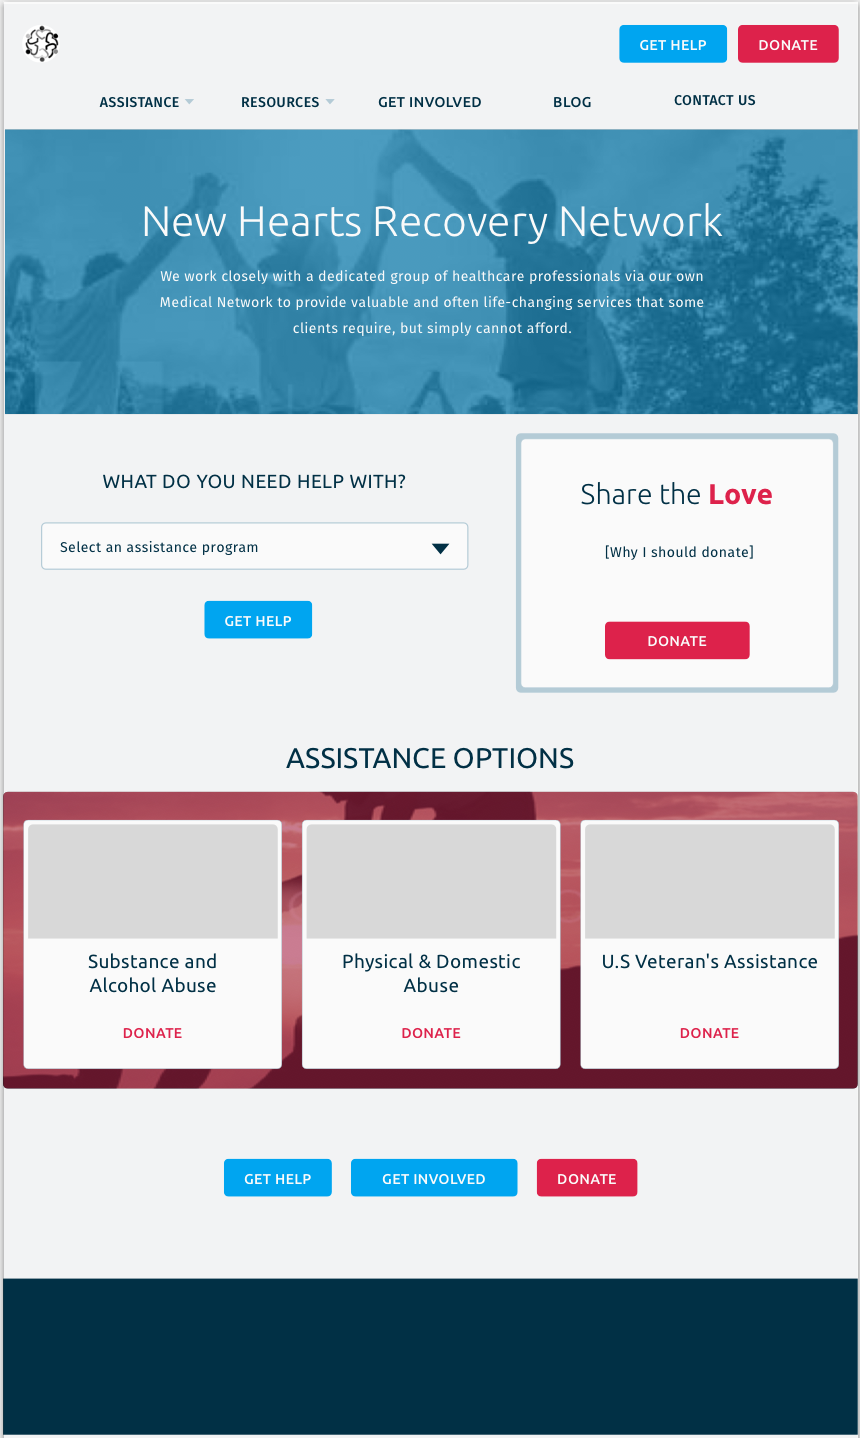 GET HELP
DONATE
ASSISTANCE
RESOURCES
GET INVOLVED
BLOG
CONTACT US
New Hearts Recovery Network
We work closely with a dedicated group of healthcare professionals via our own
Medical Network to provide valuable and often life-changing services that some
clients require, but simply cannot afford.
WHAT DO YOU NEED HELP WITH?
Select an assistance program
GET HELP
Share the Love
[Why I should donate]
DONATE
ASSISTANCE OPTIONS
Substance and
Alcohol Abuse
DONATE
Physical & Domestic
Abuse
DONATE
U.S Veteran's Assistance
DONATE
GET HELP
GET INVOLVED
DONATE